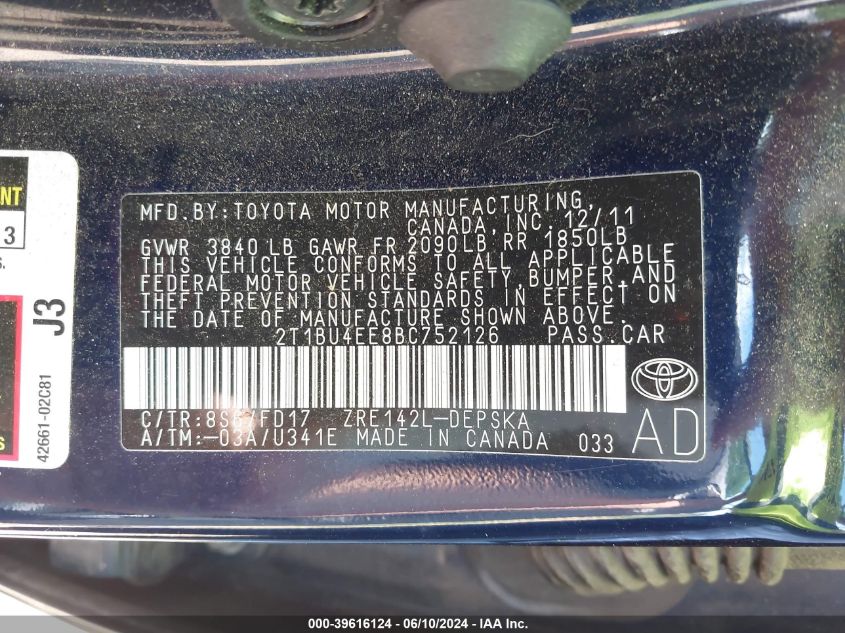 NT
3
S.
S
J3
42661-02C81
MFD.BY:TOYOTA MOTOR MANUFACTURING,
CANADA,INC. 12/11
GVWR 3840 LB GAWR FR 2090LB RR 1850LB
THIS VEHICLE CONFORMS TO ALL APPLICABLE
FEDERAL MOTOR VEHICLE SAFETY,BUMPER,AND
THEFT PREVENTION STANDARDS IN EFFECT ON
THE DATE OF MANUFACTURE SHOWN ABOVE.
2T1BU4EE8BC752126 PASS.CAR
C/TR: ZRE142L-DEPSKA
A/TM:-03A/U341E MADE IN CANADA 033
AD
000-39616124 - 06/10/2024 - IAA Inc.